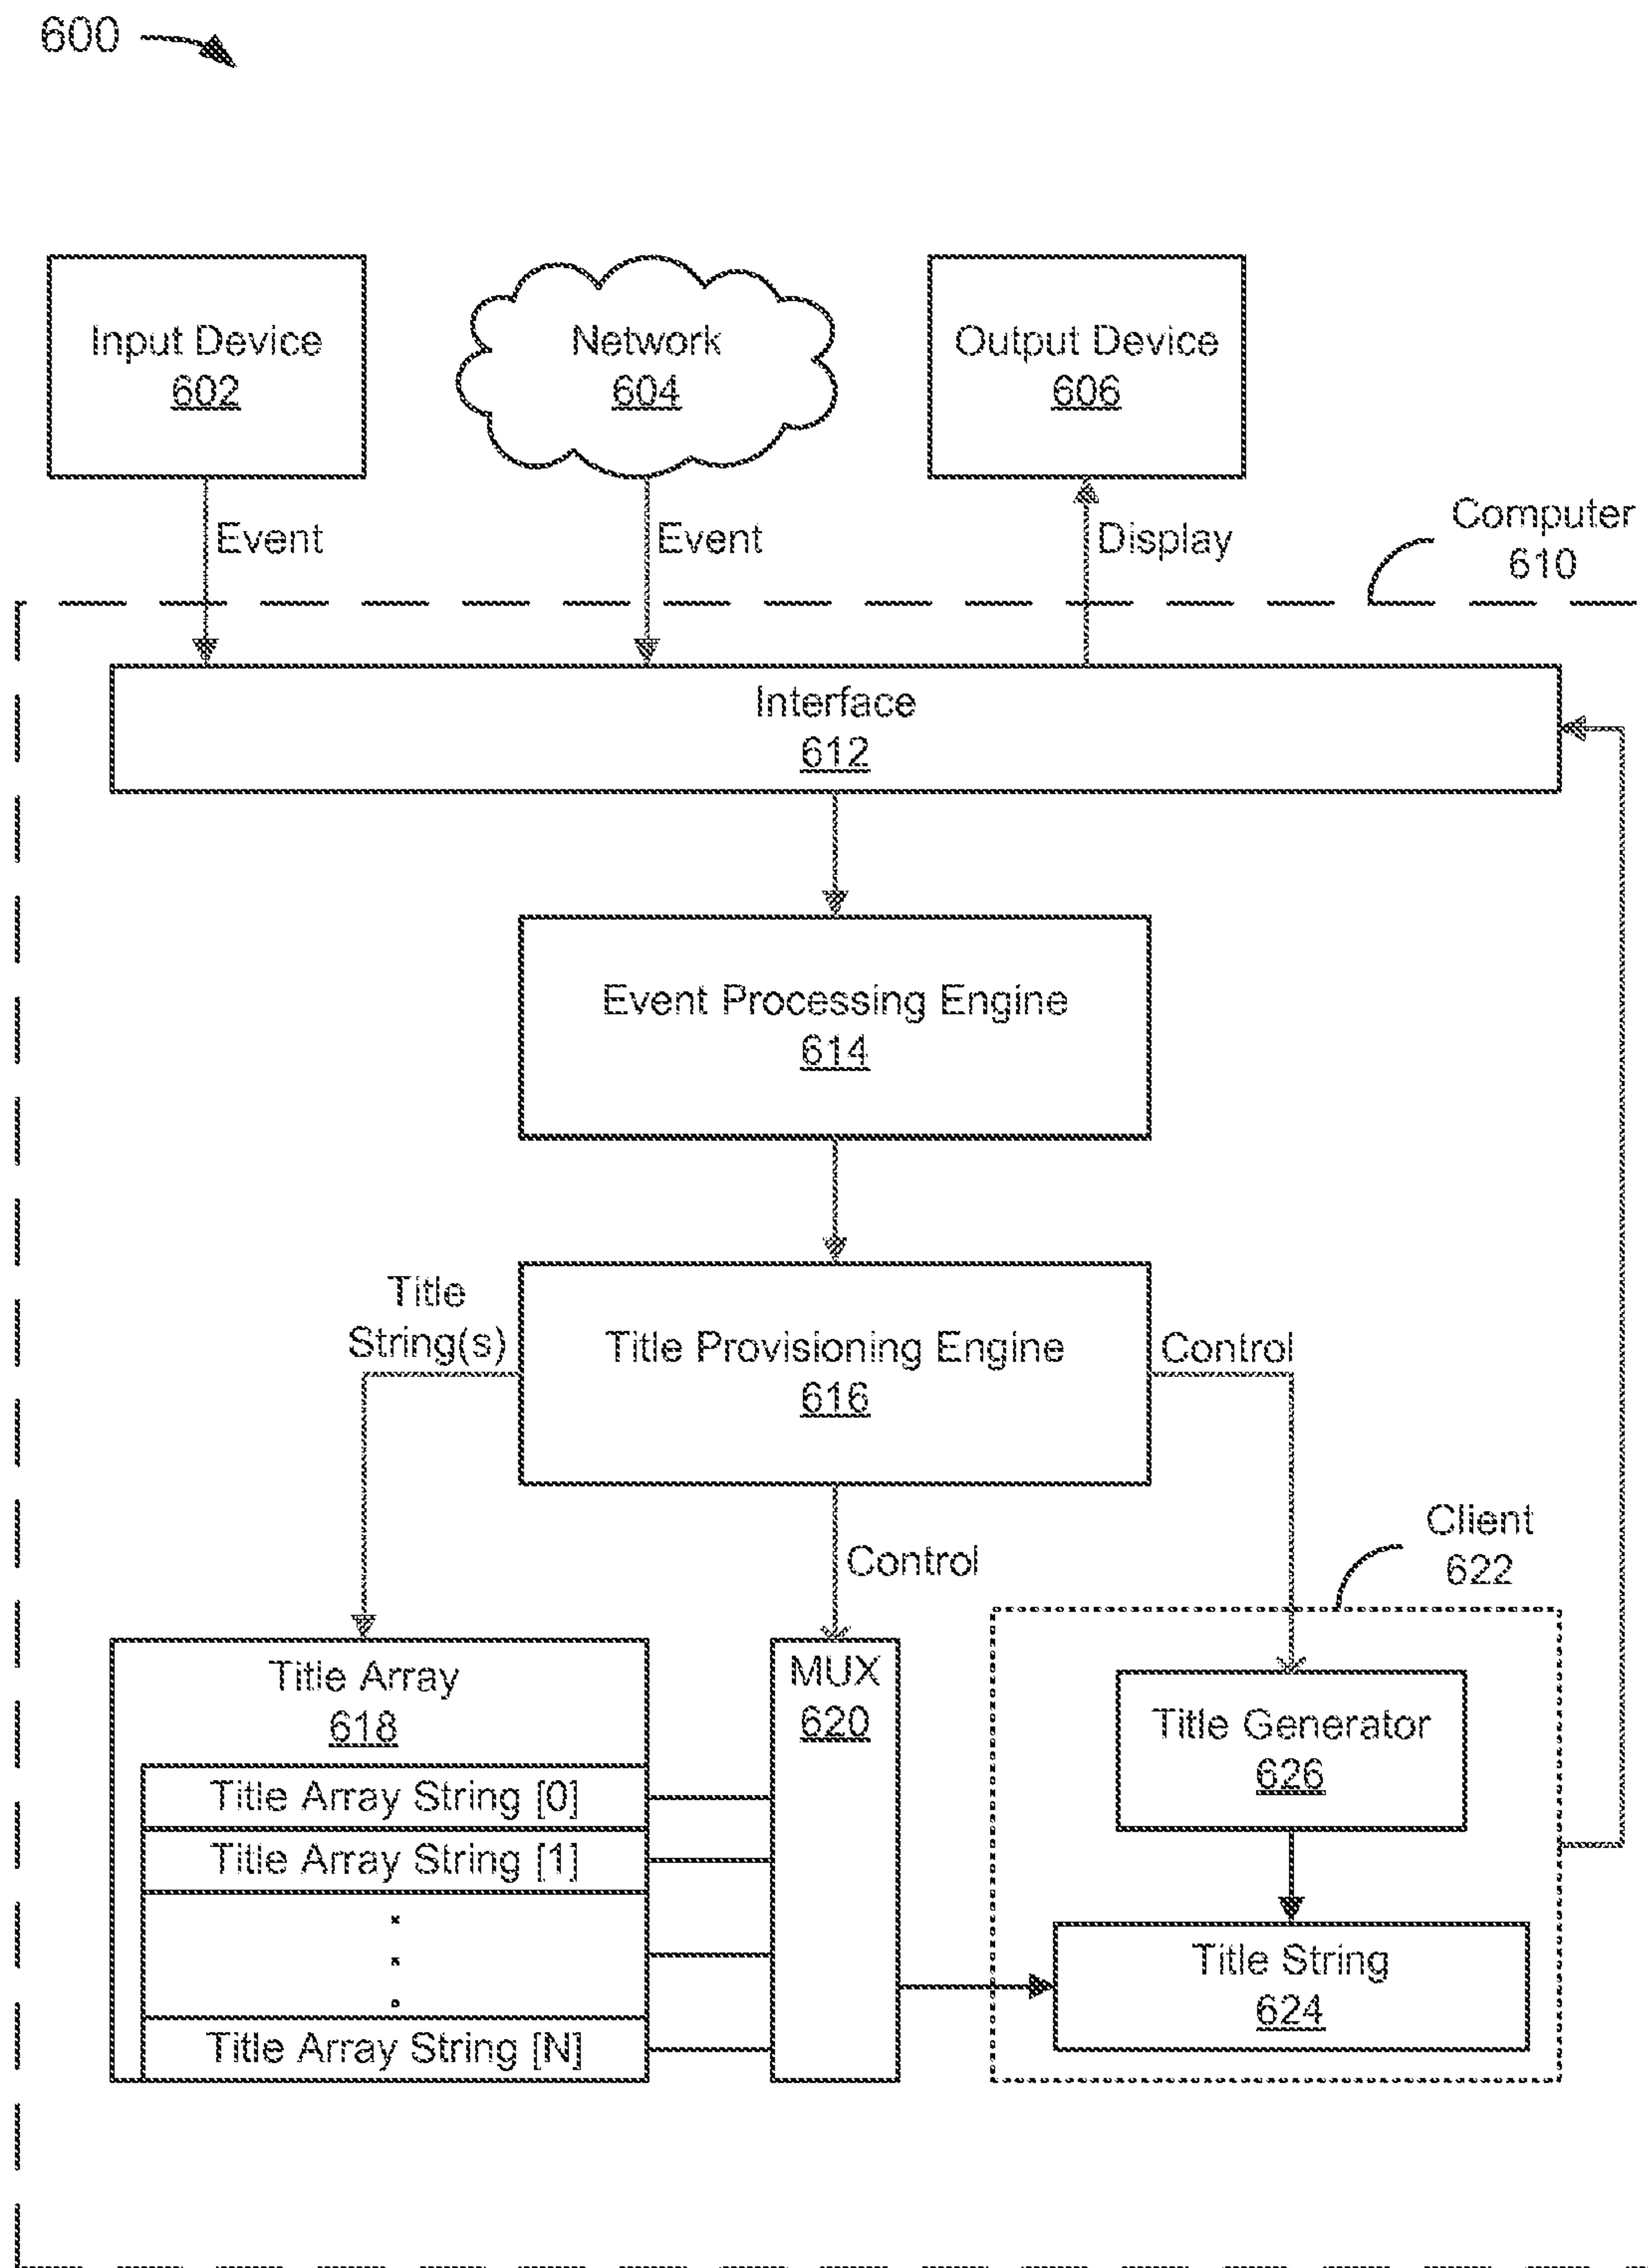 600
Input Device
602
Network
604
Output Device
606
Event
Event
Display
Computer
610
Interface
612
Event Processing Engine
614
Title
String(s)
Title Provisioning Engine
616
Control
Control
Client
622
Title Array
618
MUX
620
Title Generator
626
Title Array String [0]
Title Array String [1]
Title Array String [N]
Title String
624